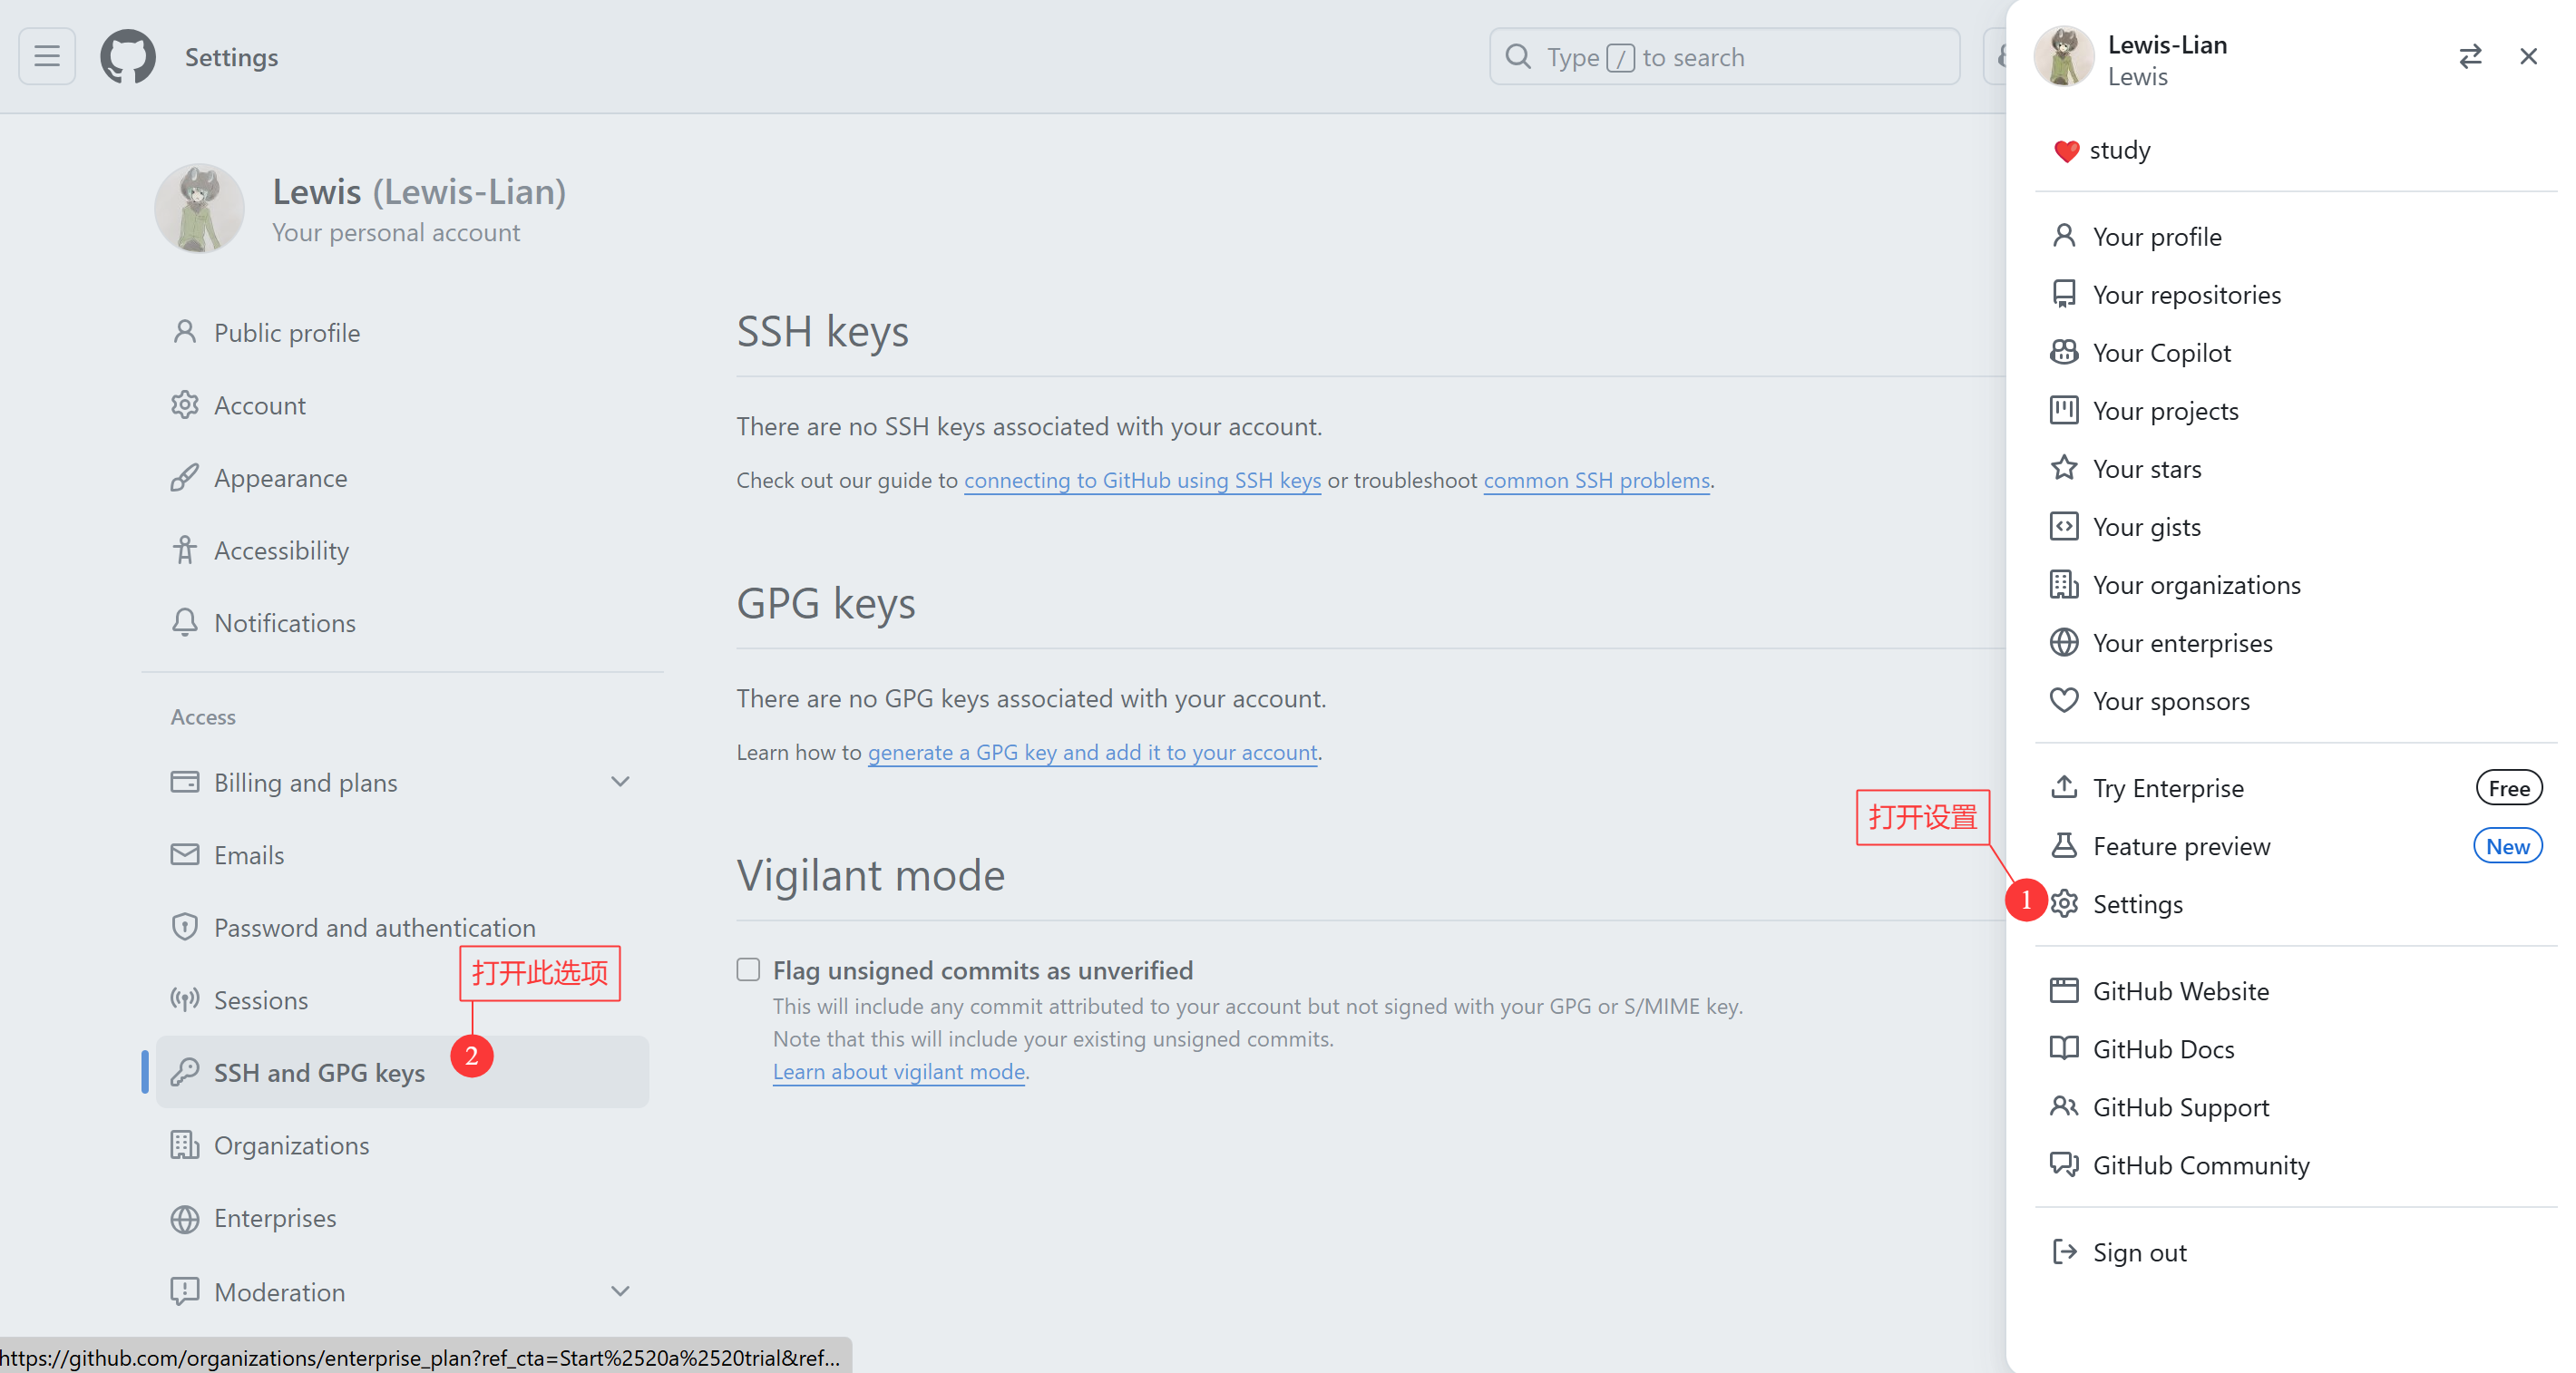 Settings
Type / to search
Lewis (Lewis-Lian)
Your personal account
Public profile
Account
Appearance
Accessibility
Notifications
Access
Billing and plans
Emails
Password and authentication
打开此选项
Sessions
2
SSH and GPG keys
Organizations
Enterprises
Moderation
https://github.com/organizations/enterprise_plan?ref_cta=Start%2520a%2520trial&ref...
SSH keys
There are no SSH keys associated with your account.
Check out our guide to connecting to GitHub using SSH keys or troubleshoot common SSH problems.
GPG keys
There are no GPG keys associated with your account.
Learn how to generate a GPG key and add it to your account.
Vigilant mode
Flag unsigned commits as unverified
This will include any commit attributed to your account but not signed with your GPG or S/MIME key.
Note that this will include your existing unsigned commits.
Learn about vigilant mode.
Lewis-Lian
Lewis
study
Your profile
Your repositories
Your Copilot
Your projects
Your stars
Your gists
Your organizations
Your enterprises
Your sponsors
Try Enterprise Free
Feature preview New
打开设置
1
Settings
GitHub Website
GitHub Docs
GitHub Support
GitHub Community
Sign out